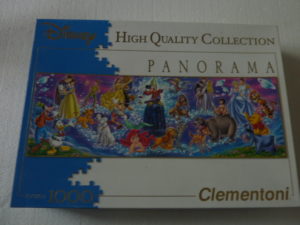 Disney
HIGH QUALITY COLLECTION
PANORAMA
1000
Clementoni